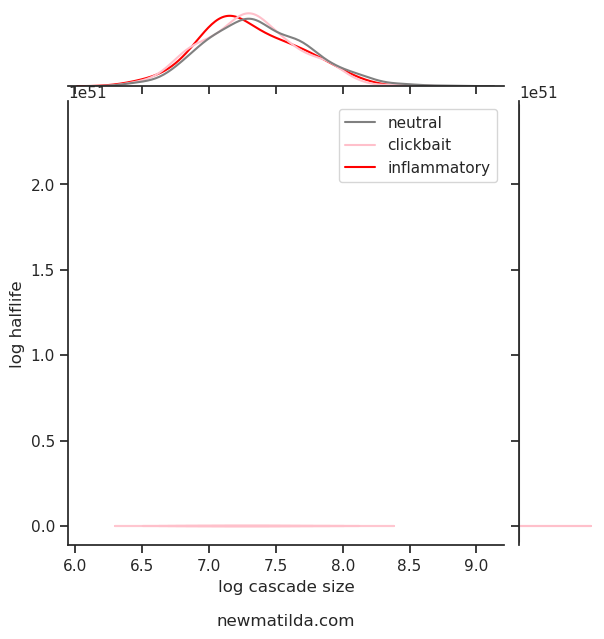 1e51
1e51
neutral
clickbait
inflammatory
2.0
1.5
1.0
0.5
0.0
log halflife
6.0 6.5 7.0 7.5 8.0 8.5 9.0
log cascade size
newmatilda.com